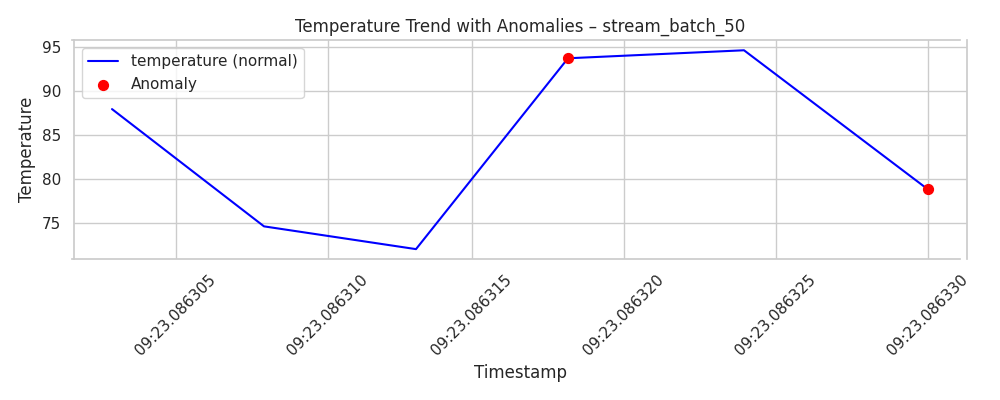 Temperature Trend with Anomalies – stream_batch_50
temperature (normal)
Anomaly
Temperature
95
90
85
80
75
09:23.086305
09:23.086310
09:23.086315
09:23.086320
09:23.086325
09:23.086330
Timestamp